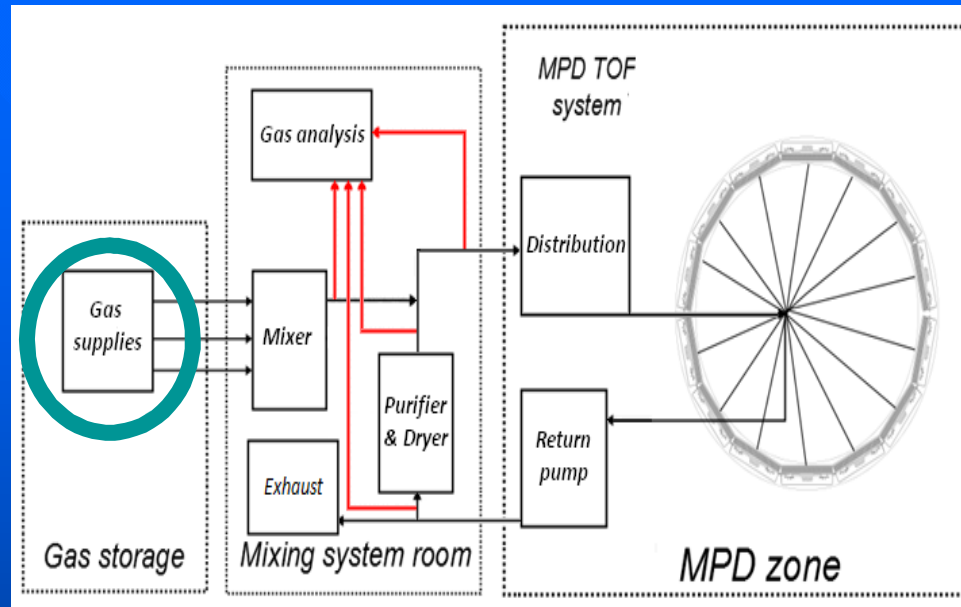 MPD TOF
system
Gas analysis
Distribution
Gas
supplies
Mixer
Purifier
& Dryer
Return
pump
Exhaust
Gas storage
Mixing system room
MPD zone